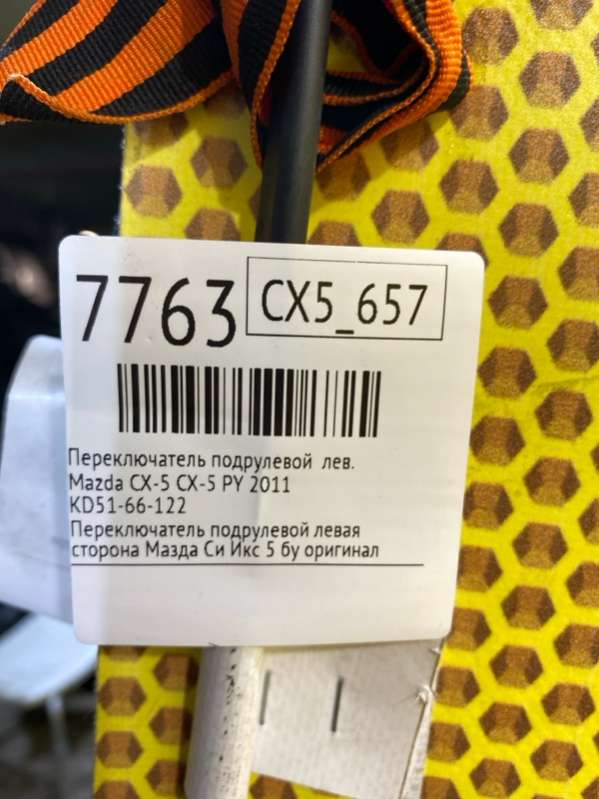 7763
CX5_657
Переключатель подрулевой лев.
Mazda CX-5 CX-5 PY 2011
KD51-66-122
Переключатель подрулевой левая
сторона Мазда Си Икс 5 бу оригинал